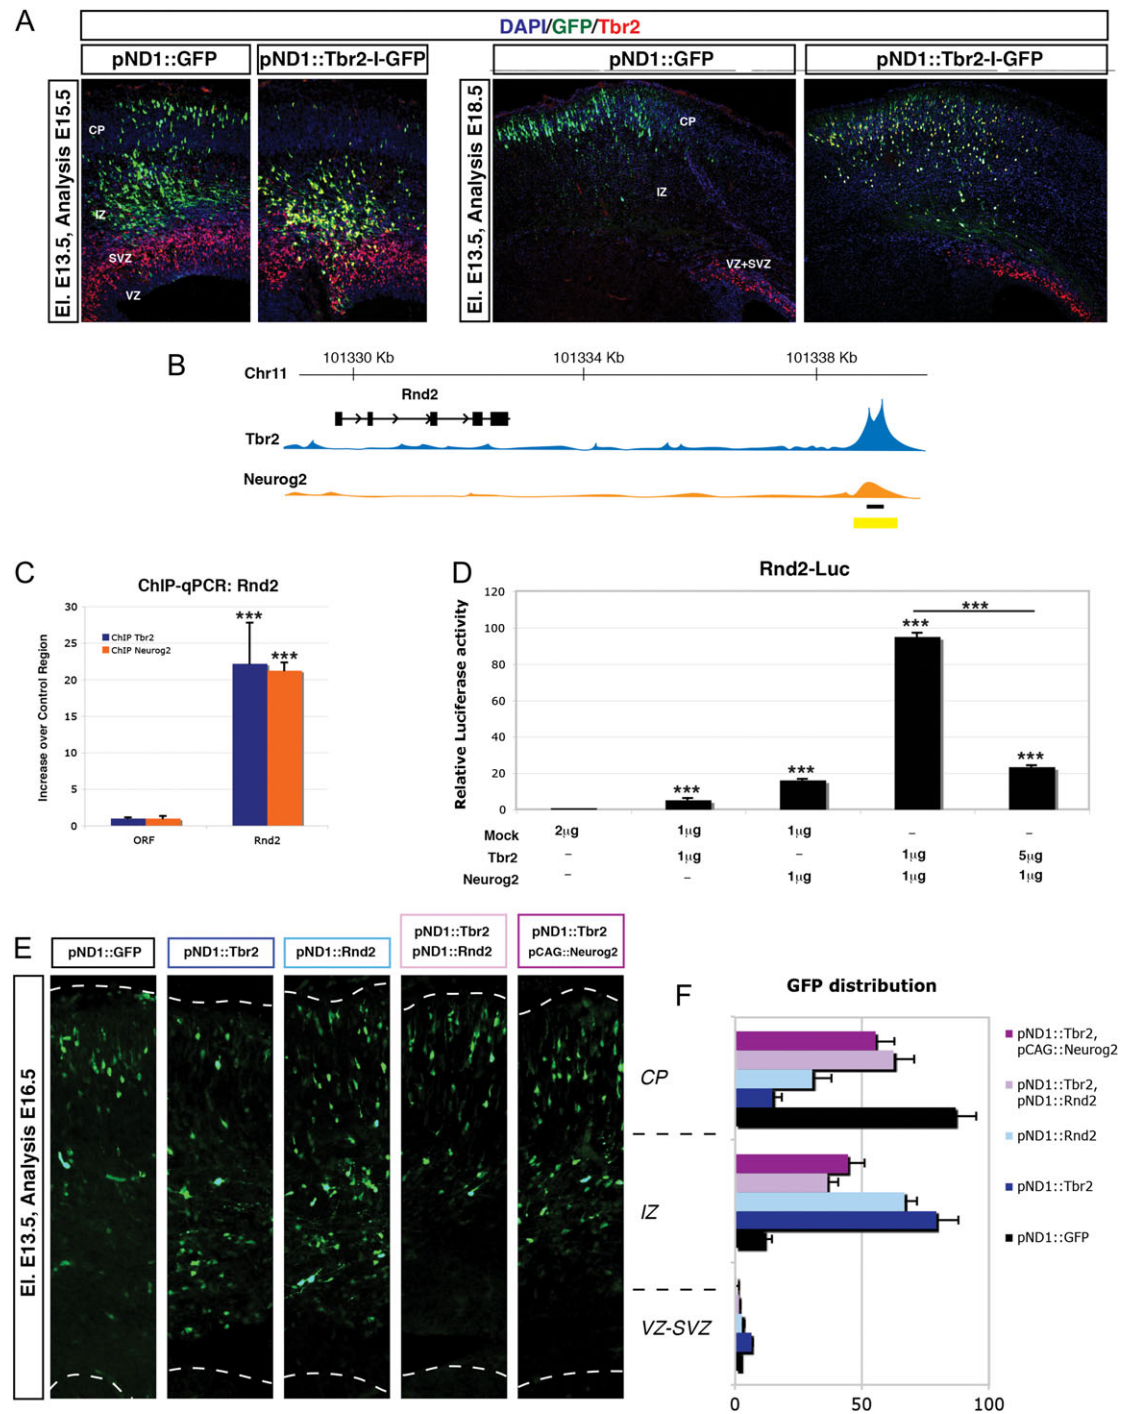 A
DAPI/GFP/Tbr2
pND1::GFP
pND1::Tbr2-I-GFP
pND1::GFP
pND1::Tbr2-I-GFP
El. E13.5, Analysis E15.5
CP
IZ
SVZ
VZ
El. E13.5, Analysis E18.5
CP
IZ
VZ+SVZ
B
101330 Kb
101334 Kb
101338 Kb
Chr11
Rnd2
Tbr2
Neurog2
C
ChIP-qPCR: Rnd2
Increase over Control Region
30
25
20
15
10
5
0
ChIP Tbr2
ChIP Neurog2
***
***
ORF
Rnd2
D
Rnd2-Luc
Relative Luciferase activity
120
100
80
60
40
20
0
***
***
***
***
***
Mock 2µg 1µg 1µg – –
Tbr2 – 1µg – 1µg 5µg
Neurog2 – – 1µg 1µg 1µg
E
pND1::GFP
pND1::Tbr2
pND1::Rnd2
pND1::Tbr2
pND1::Rnd2
pND1::Tbr2
pCAG::Neurog2
El. E13.5, Analysis E16.5
F
GFP distribution
CP
IZ
VZ-SVZ
0
50
100
pND1::Tbr2,
pCAG::Neurog2
pND1::Tbr2,
pND1::Rnd2
pND1::Rnd2
pND1::Tbr2
pND1::GFP